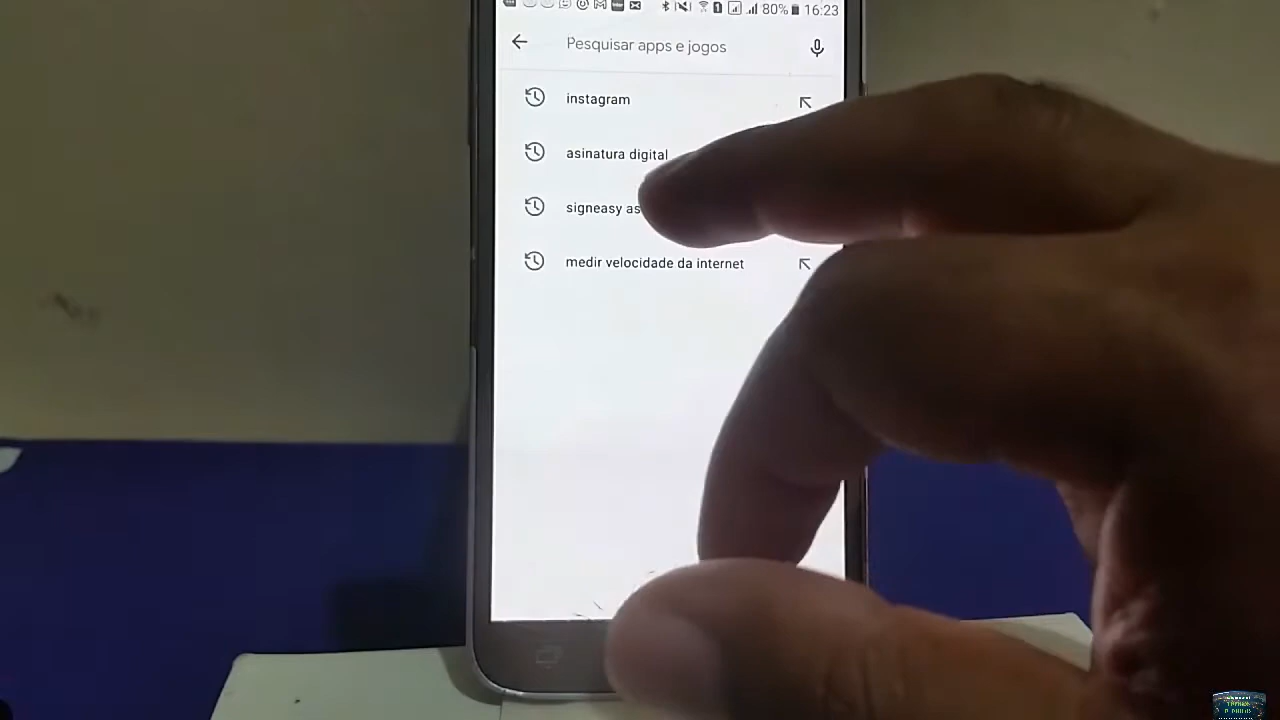 80% 16:23
Pesquisar apps e jogos
instagram
asinatura digital
signeasy as
medir velocidade da internet